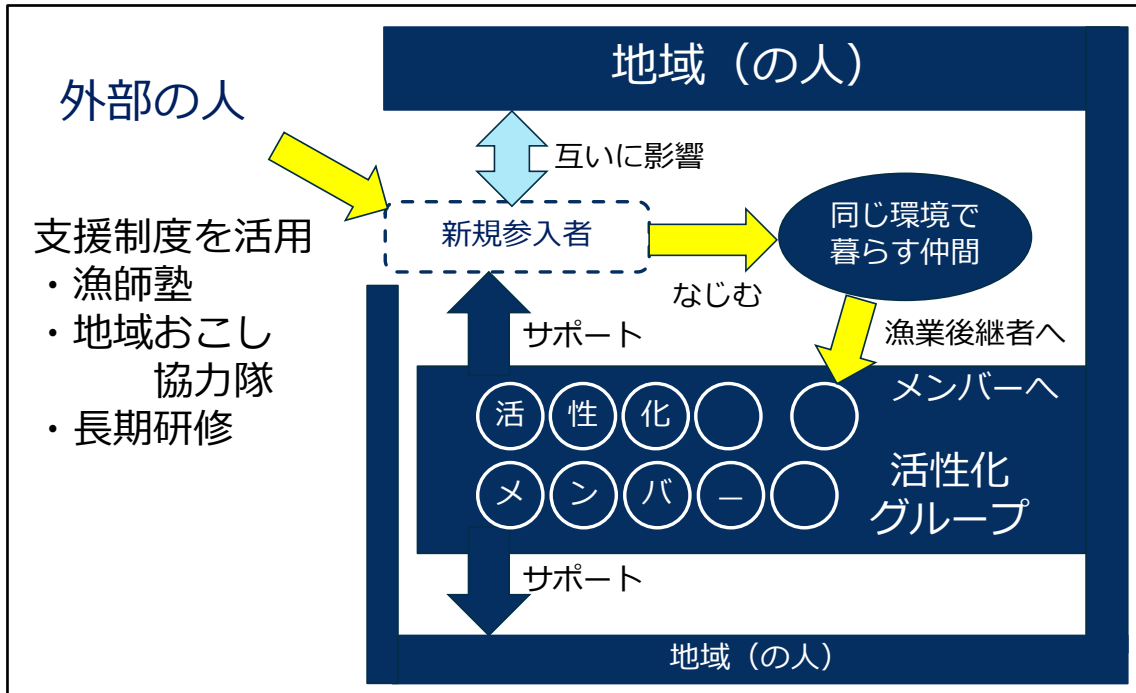 地域（の人）
外部の人
互いに影響
支援制度を活用
・漁師塾
・地域おこし
協力隊
・長期研修
新規参入者
同じ環境で
暮らす仲間
なじむ
サポート
漁業後継者へ
メンバーへ
活性化
メンバー
活性化
グループ
サポート
地域（の人）